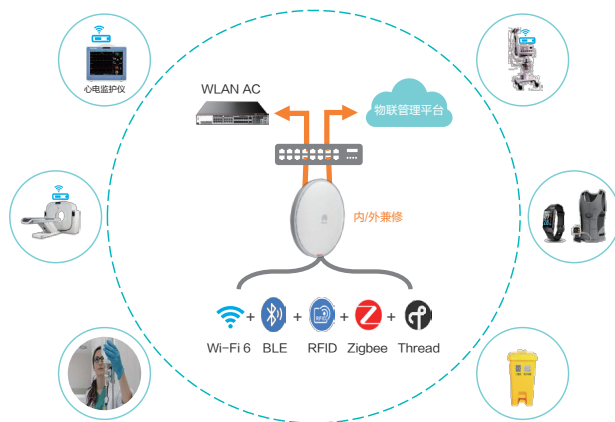 心电监护仪
WLAN AC
物联管理平台
内/外兼修
RFID
Wi-Fi 6
BLE
RFID
Zigbee
Thread